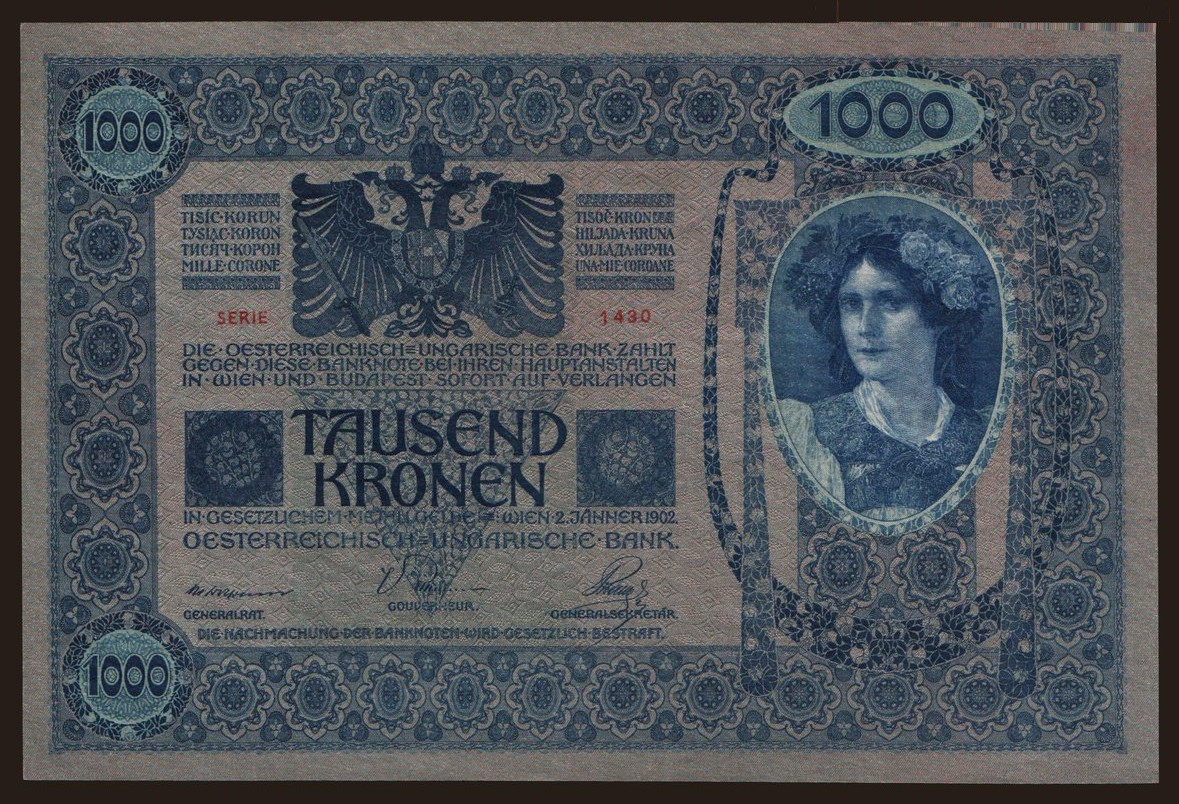 1000
1000
TISÍC·KORUN
TYSIĄC·KORON
ТИСЯЧ·КОРОН
MILLE·CORONE
TISOČ·KRON
HILJADA·KRUNA
ХИЉАДА·КРУНА
UNA·MIE·COROANE
SERIE 1430
DIE·OESTERREICHISCH=UNGARISCHE·BANK·ZAHLT
GEGEN·DIESE·BANKNOTE·BEI·IHREN·HAUPTANSTALTEN
IN·WIEN·UND·BUDAPEST·SOFORT·AUF·VERLANGEN
TAUSEND
KRONEN
IN·GESETZLICHEM·METALLGELDE=:WIEN 2.JÄNNER 1902.
OESTERREICHISCH=UNGARISCHE·BANK.
GENERALRAT. GOUVERNEUR. GENERALSEKRETÄR.
DIE·NACHMACHUNG·DER·BANKNOTEN·WIRD·GESETZLICH·BESTRAFT.
1000